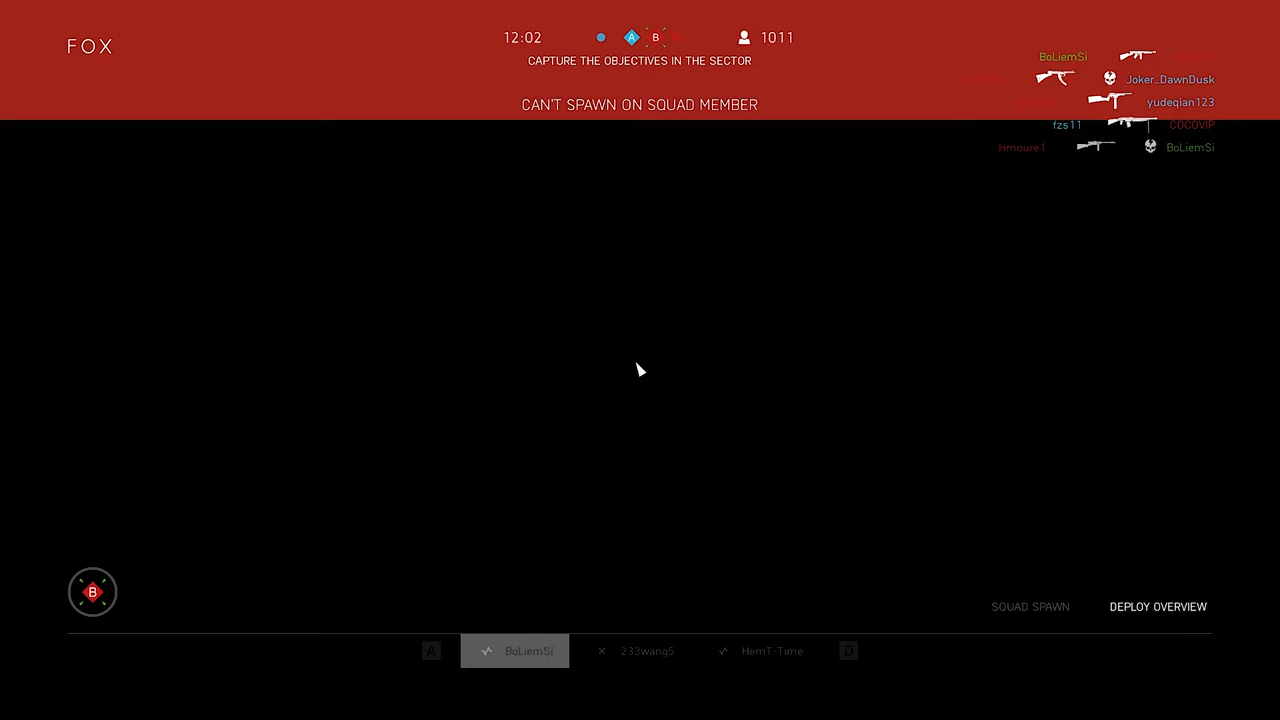 FOX
12:02 A B 1011
CAPTURE THE OBJECTIVES IN THE SECTOR
CAN'T SPAWN ON SQUAD MEMBER
BoLiemSi
Joker_DawnDusk
yudeqian123
fzs11 COCOVIP
Hmoure1 BoLiemSi
B
SQUAD SPAWN DEPLOY OVERVIEW
A BoLiemSi 233wang5 HemT-Time D